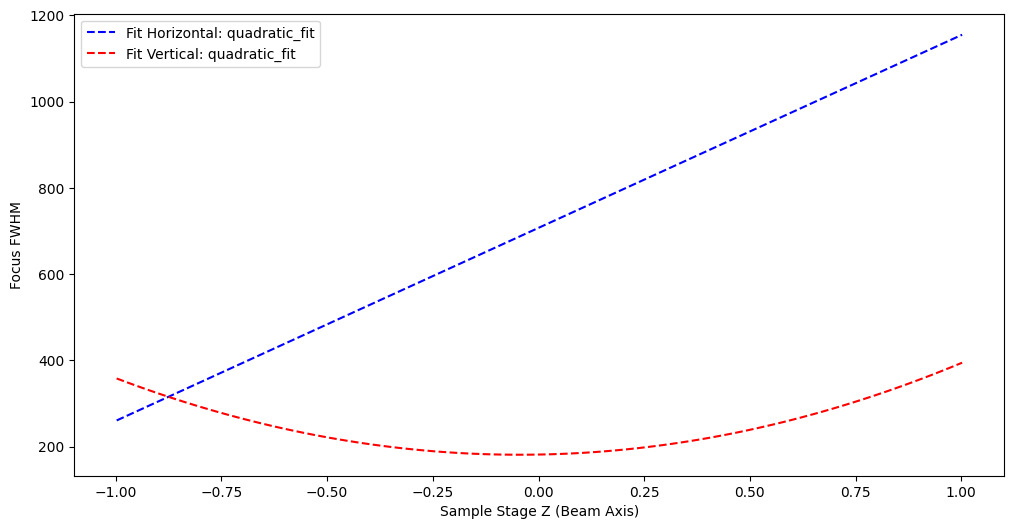 Fit Horizontal: quadratic_fit
Fit Vertical: quadratic_fit
1200
1000
800
600
400
200
Focus FWHM
−1.00 −0.75 −0.50 −0.25 0.00 0.25 0.50 0.75 1.00
Sample Stage Z (Beam Axis)